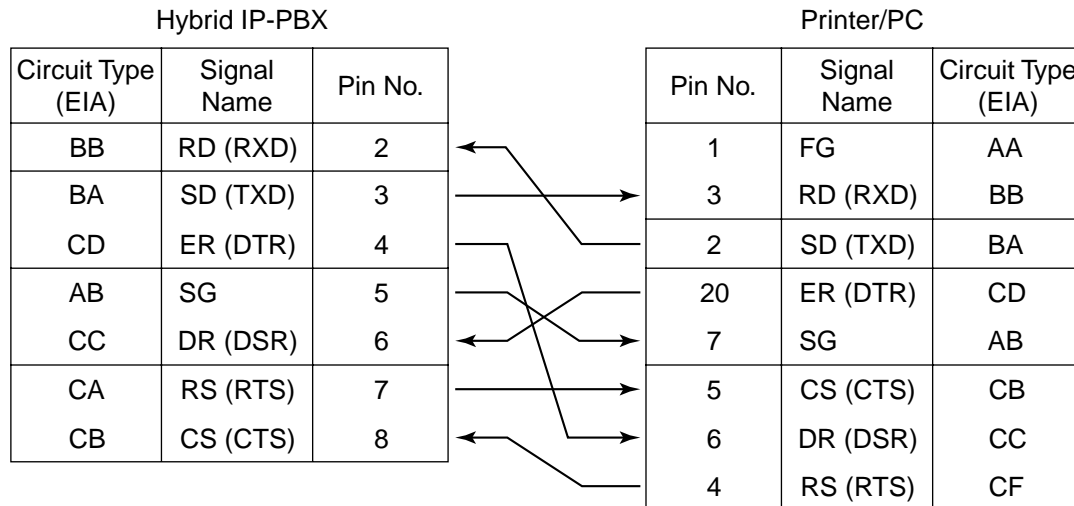 Hybrid IP-PBX
Circuit Type (EIA) Signal Name Pin No.
BB RD (RXD) 2
BA SD (TXD) 3
CD ER (DTR) 4
AB SG 5
CC DR (DSR) 6
CA RS (RTS) 7
CB CS (CTS) 8
Printer/PC
Pin No. Signal Name Circuit Type (EIA)
1 FG AA
3 RD (RXD) BB
2 SD (TXD) BA
20 ER (DTR) CD
7 SG AB
5 CS (CTS) CB
6 DR (DSR) CC
4 RS (RTS) CF